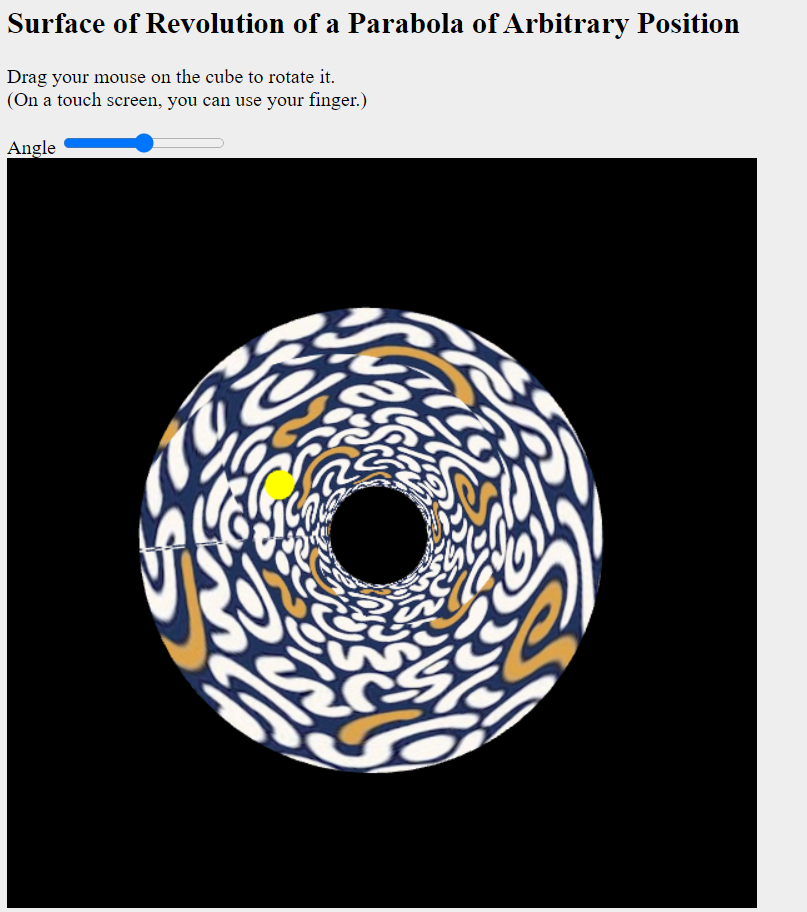 Surface of Revolution of a Parabola of Arbitrary Position
Drag your mouse on the cube to rotate it.
(On a touch screen, you can use your finger.)
Angle